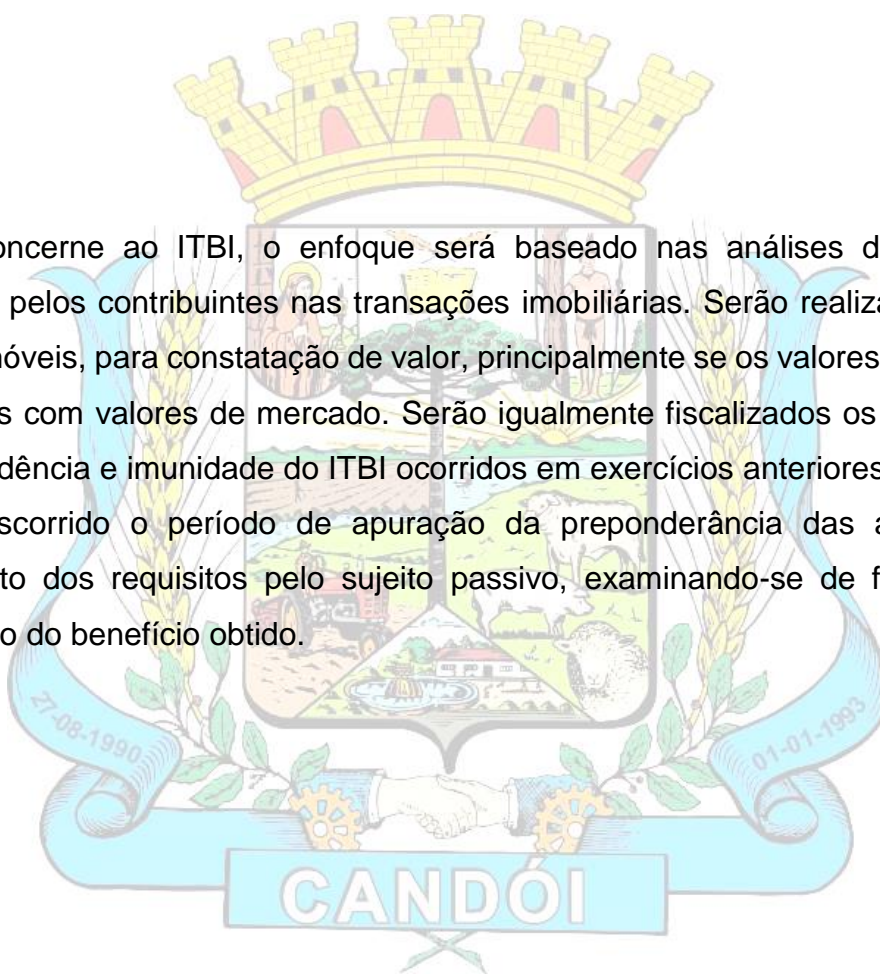 oncerne ao ITBI, o enfoque será baseado nas análises d
pelos contribuintes nas transações imobiliárias. Serão realiza
óveis, para constatação de valor, principalmente se os valores
s com valores de mercado. Serão igualmente fiscalizados os
dência e imunidade do ITBI ocorridos em exercícios anteriores
scorrido o período de apuração da preponderância das a
to dos requisitos pelo sujeito passivo, examinando-se de f
o do benefício obtido.
27-08-1990
01-01-1993
CANDÓI